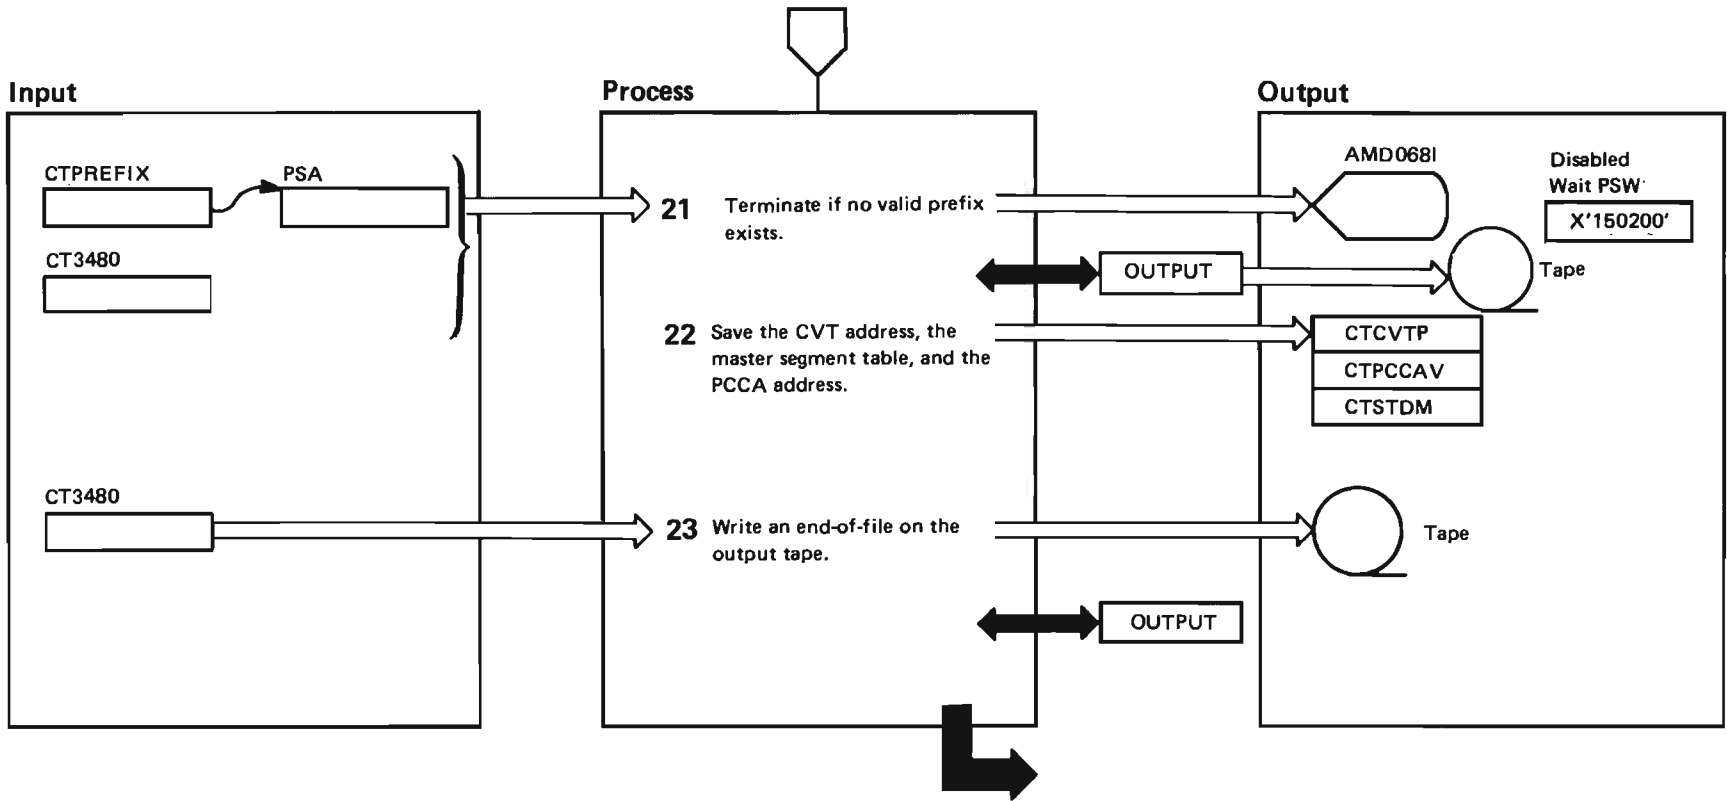 Input
CTPREFIX
PSA
CT3480
CT3480
Process
21 Terminate if no valid prefix
exists.
OUTPUT
22 Save the CVT address, the
master segment table, and the
PCCA address.
23 Write an end-of-file on the
output tape.
OUTPUT
Output
AMD068I
Disabled
Wait PSW
X'150200'
Tape
CTCVTP
CTPCCAV
CTSTDM
Tape